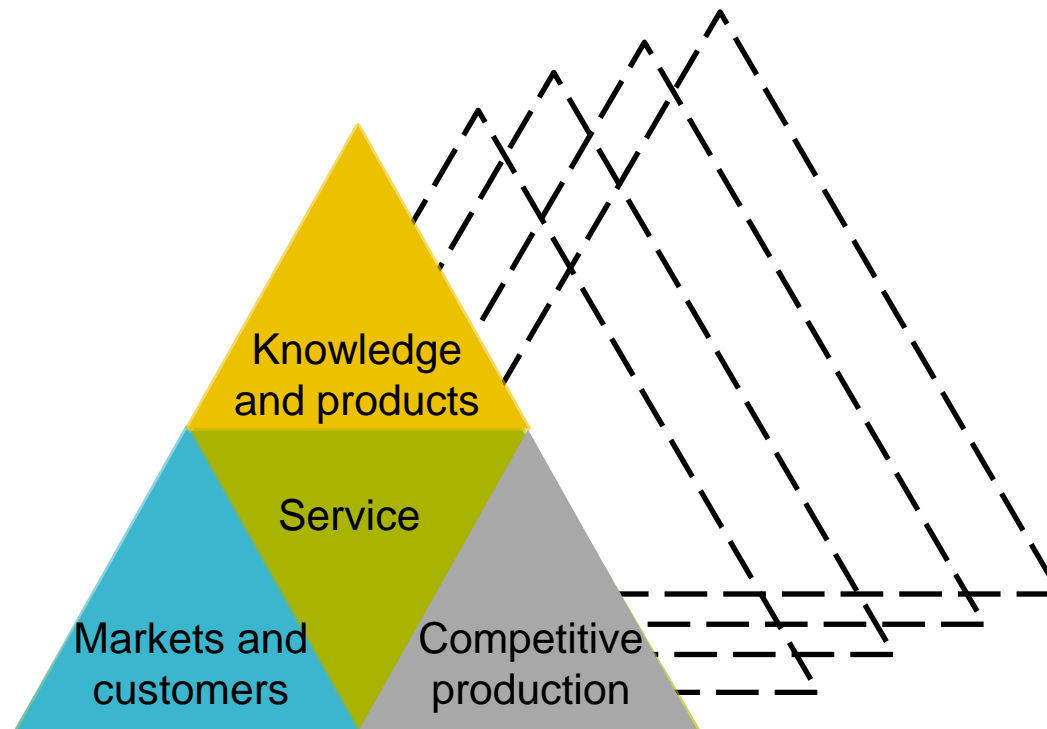 Knowledge
and products
Service
Markets and
customers
Competitive
production